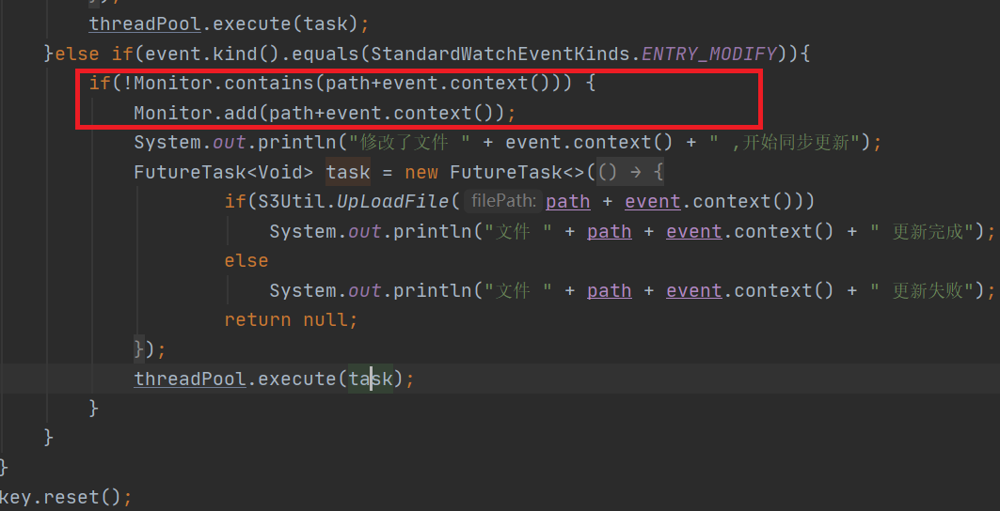 });
threadPool.execute(task);
}else if(event.kind().equals(StandardWatchEventKinds.ENTRY_MODIFY)){
if(!Monitor.contains(path+event.context())) {
Monitor.add(path+event.context());
System.out.println("修改了文件 " + event.context() + " ,开始同步更新");
FutureTask<Void> task = new FutureTask<>(() → {
if(S3Util.UpLoadFile( filePath: path + event.context()))
System.out.println("文件 " + path + event.context() + " 更新完成");
else
System.out.println("文件 " + path + event.context() + " 更新失败");
return null;
});
threadPool.execute(task);
}
}
}
key.reset();